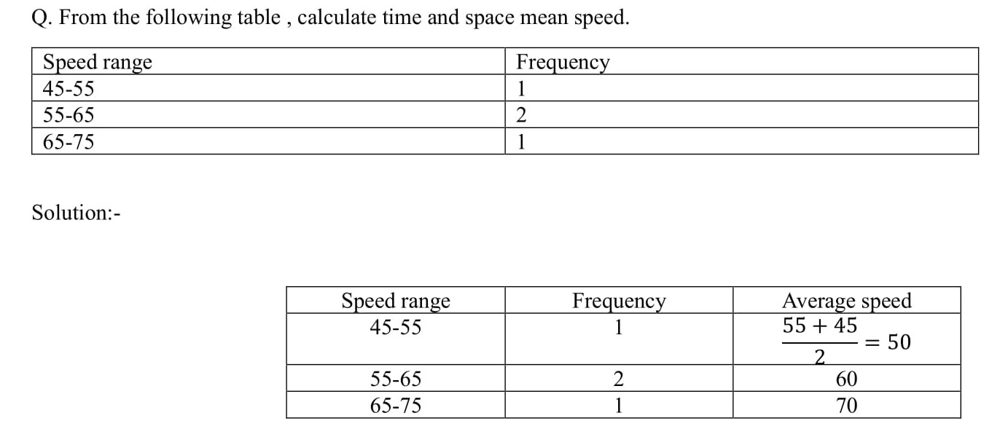 Q. From the following table , calculate time and space mean speed.
Speed range Frequency
45-55 1
55-65 2
65-75 1
Solution:-
Speed range Frequency Average speed
45-55 1 55 + 45 / 2 = 50
55-65 2 60
65-75 1 70